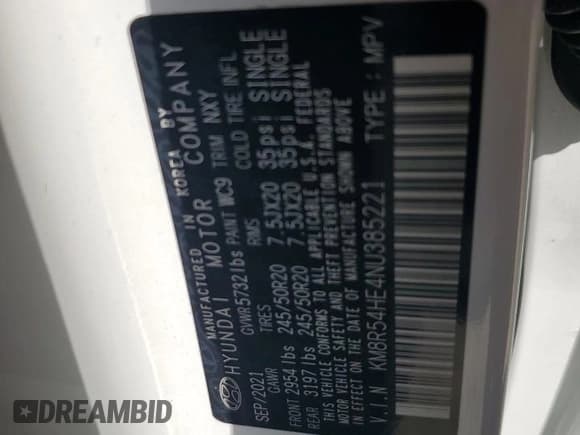 MANUFACTURED IN KOREA BY
HYUNDAI MOTOR COMPANY
SEP/2021 GVWR 5732 lbs PAINT WC9 TRIM NXY
GAWR TIRES RIMS COLD TIRE INFL
FRONT 2954 lbs 245/50R20 7.5JX20 35psi SINGLE
REAR 3197 lbs 245/50R20 7.5JX20 35psi SINGLE
THIS VEHICLE CONFORMS TO ALL APPLICABLE U.S.A. FEDERAL
MOTOR VEHICLE SAFETY AND THEFT PREVENTION STANDARDS
IN EFFECT ON THE DATE OF MANUFACTURE SHOWN ABOVE.
V.I.N KM8R54HE4NU385221 TYPE : MPV
DREAMBID